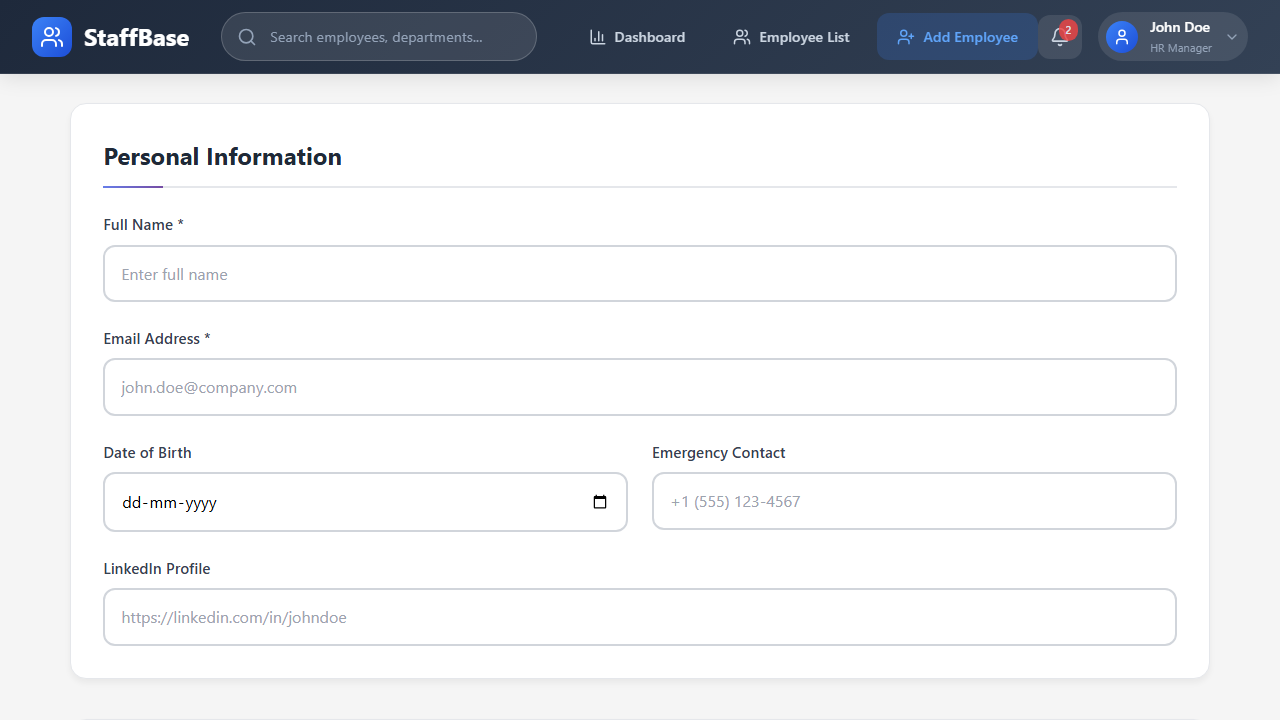 StaffBase
Search employees, departments...
Dashboard
Employee List
Add Employee
2
John Doe
HR Manager
Personal Information
Full Name *
Enter full name
Email Address *
john.doe@company.com
Date of Birth
Emergency Contact
dd-mm-yyyy
+1 (555) 123-4567
LinkedIn Profile
https://linkedin.com/in/johndoe